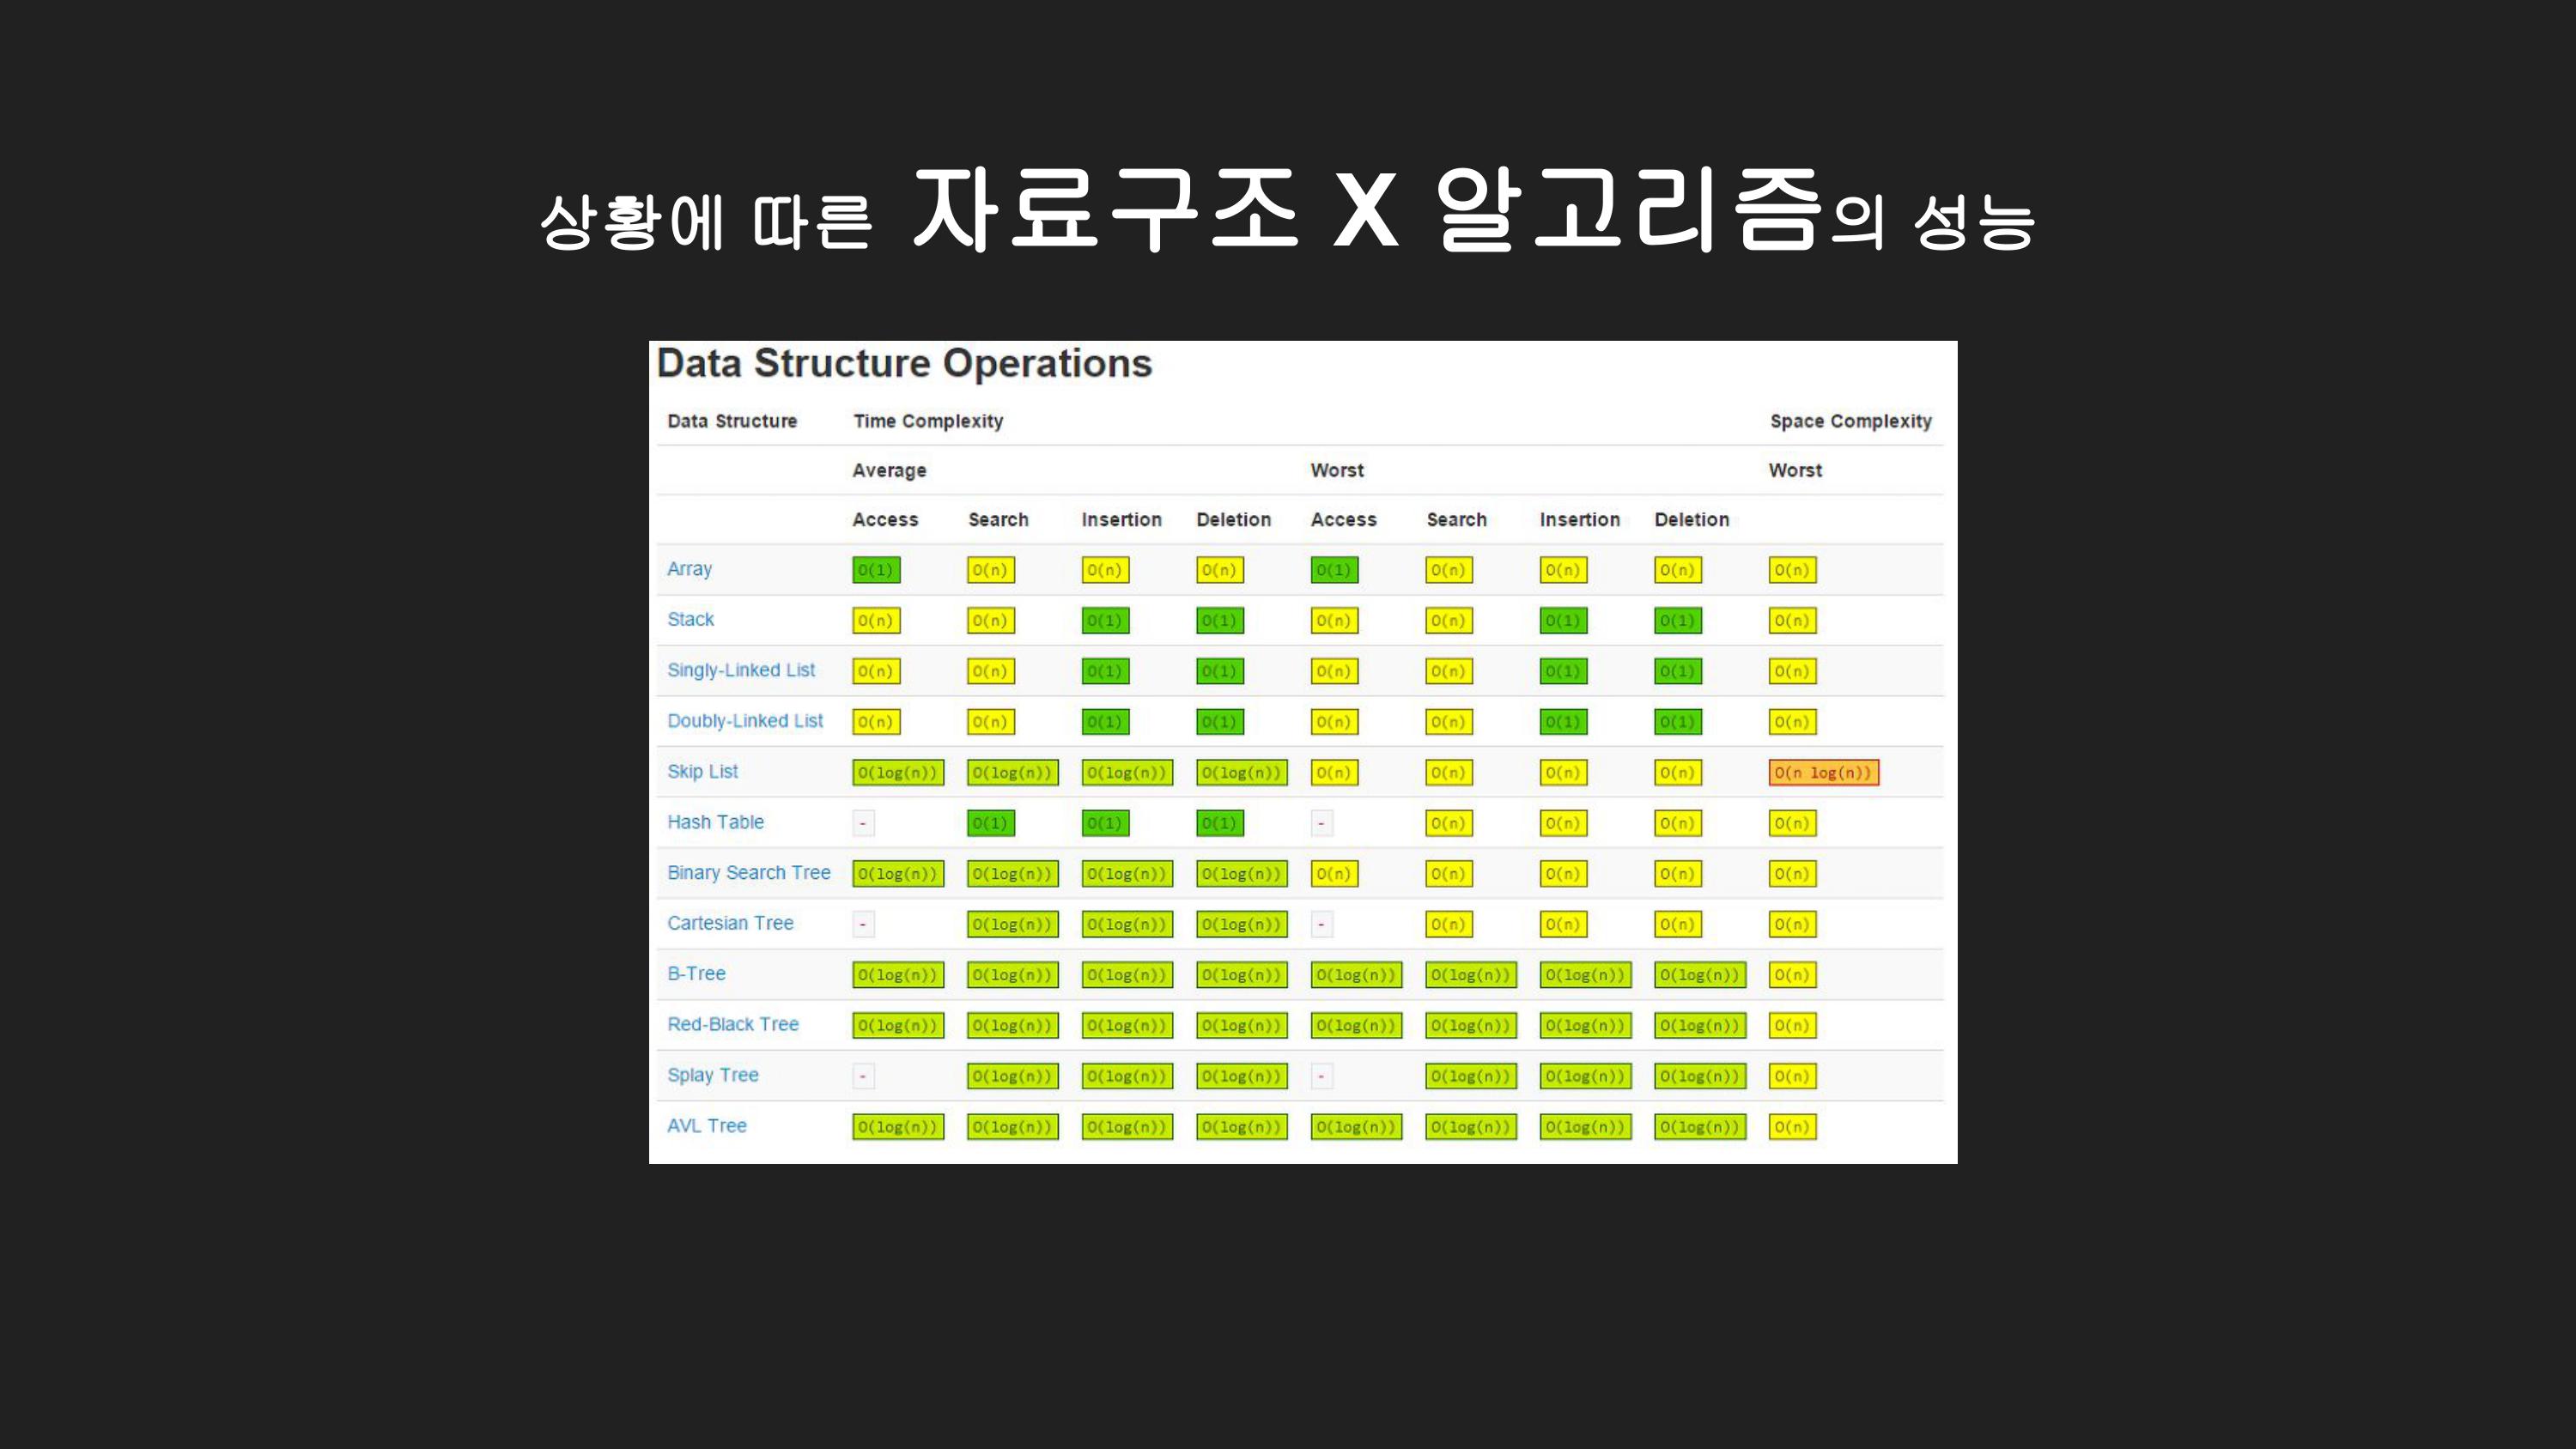 상황에 따른 자료구조 X 알고리즘의 성능
Data Structure Operations
Data Structure Time Complexity Space Complexity
Average Worst Worst
Access Search Insertion Deletion Access Search Insertion Deletion
Array O(1) O(n) O(n) O(n) O(1) O(n) O(n) O(n) O(n)
Stack O(n) O(n) O(1) O(1) O(n) O(n) O(1) O(1) O(n)
Singly-Linked List O(n) O(n) O(1) O(1) O(n) O(n) O(1) O(1) O(n)
Doubly-Linked List O(n) O(n) O(1) O(1) O(n) O(n) O(1) O(1) O(n)
Skip List O(log(n)) O(log(n)) O(log(n)) O(log(n)) O(n) O(n) O(n) O(n) O(n log(n))
Hash Table - O(1) O(1) O(1) - O(n) O(n) O(n) O(n)
Binary Search Tree O(log(n)) O(log(n)) O(log(n)) O(log(n)) O(n) O(n) O(n) O(n) O(n)
Cartesian Tree - O(log(n)) O(log(n)) O(log(n)) - O(n) O(n) O(n) O(n)
B-Tree O(log(n)) O(log(n)) O(log(n)) O(log(n)) O(log(n)) O(log(n)) O(log(n)) O(log(n)) O(n)
Red-Black Tree O(log(n)) O(log(n)) O(log(n)) O(log(n)) O(log(n)) O(log(n)) O(log(n)) O(log(n)) O(n)
Splay Tree - O(log(n)) O(log(n)) O(log(n)) - O(log(n)) O(log(n)) O(log(n)) O(n)
AVL Tree O(log(n)) O(log(n)) O(log(n)) O(log(n)) O(log(n)) O(log(n)) O(log(n)) O(log(n)) O(n)